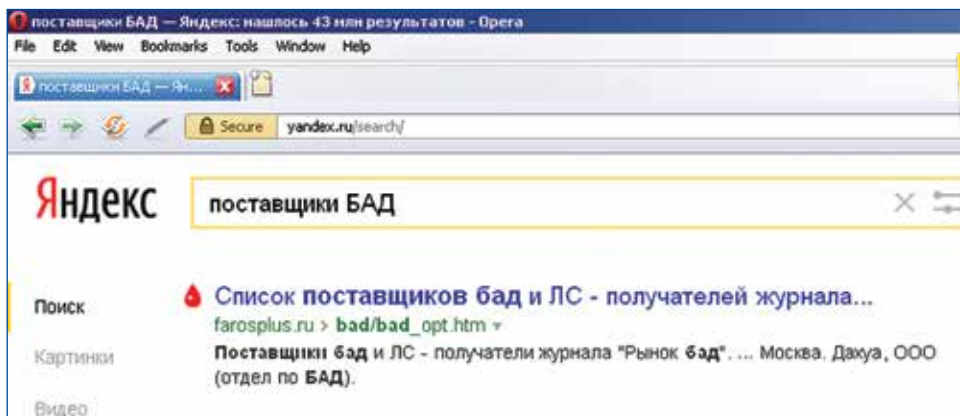 поставщики БАД — Яндекс: нашлось 43 млн результатов - Opera
File Edit View Bookmarks Tools Window Help
поставщики БАД — Ян...
Secure yandex.ru/search/
Яндекс поставщики БАД
Поиск
Список поставщиков бад и ЛС - получателей журнала...
farosplus.ru > bad/bad_opt.htm
Картинки
Поставщики бад и ЛС - получатели журнала "Рынок бад". ... Москва. Дахуа, ООО
(отдел по БАД).
Видео